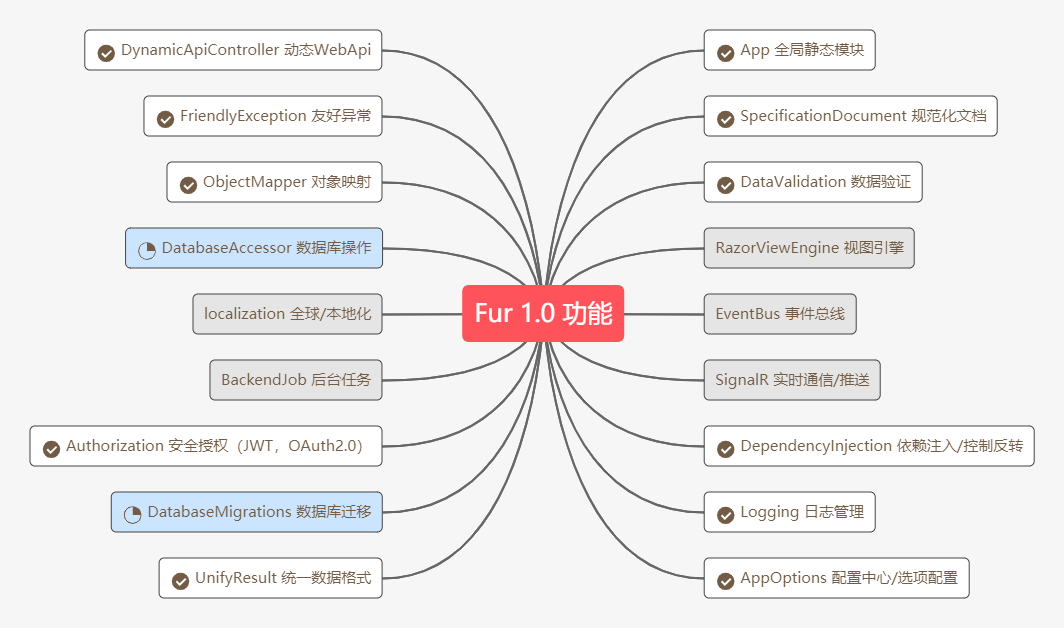 DynamicApiController 动态WebApi
FriendlyException 友好异常
ObjectMapper 对象映射
DatabaseAccessor 数据库操作
localization 全球/本地化
BackendJob 后台任务
Authorization 安全授权（JWT，OAuth2.0）
DatabaseMigrations 数据库迁移
UnifyResult 统一数据格式
Fur 1.0 功能
App 全局静态模块
SpecificationDocument 规范化文档
DataValidation 数据验证
RazorViewEngine 视图引擎
EventBus 事件总线
SignalR 实时通信/推送
DependencyInjection 依赖注入/控制反转
Logging 日志管理
AppOptions 配置中心/选项配置